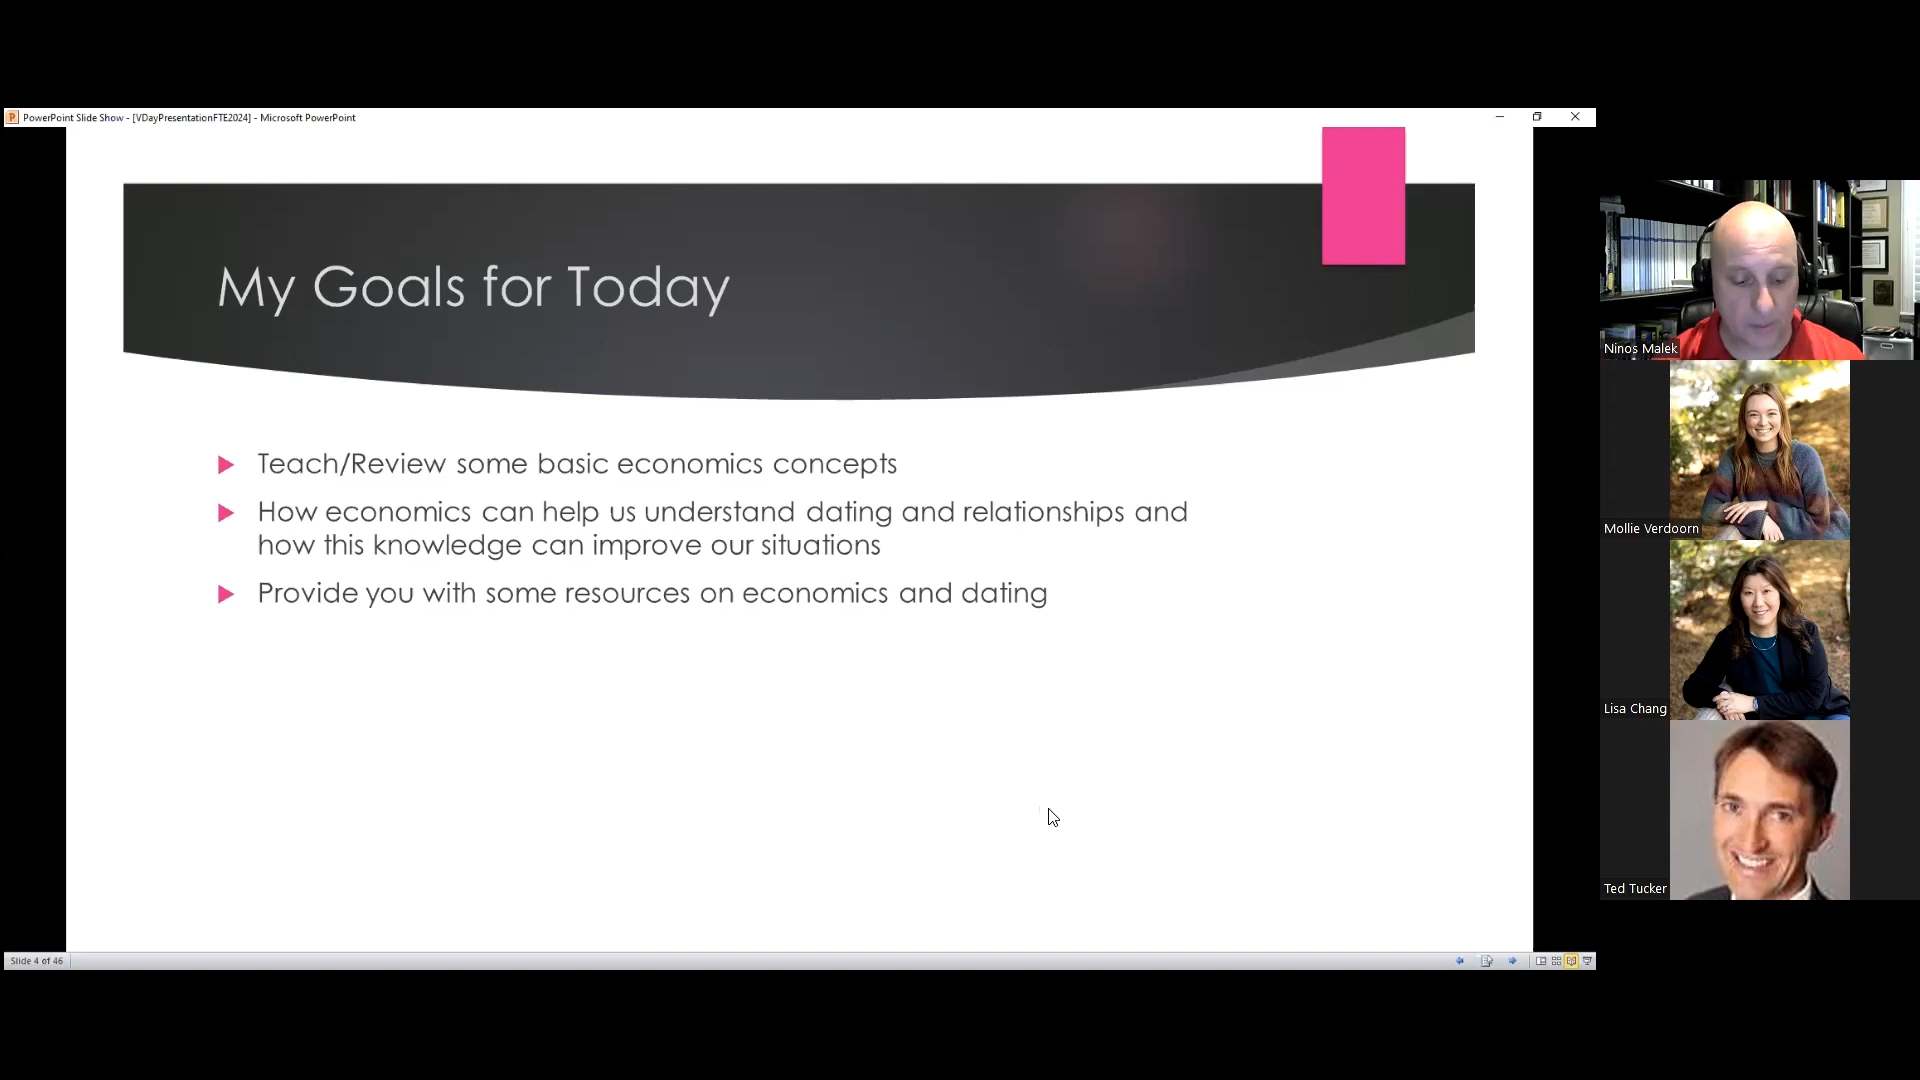 PowerPoint Slide Show - [VDayPresentationFTE2024] - Microsoft PowerPoint
My Goals for Today
Teach/Review some basic economics concepts
How economics can help us understand dating and relationships and
how this knowledge can improve our situations
Provide you with some resources on economics and dating
Slide 4 of 46
Ninos Malek
Mollie Verdoorn
Lisa Chang
Ted Tucker